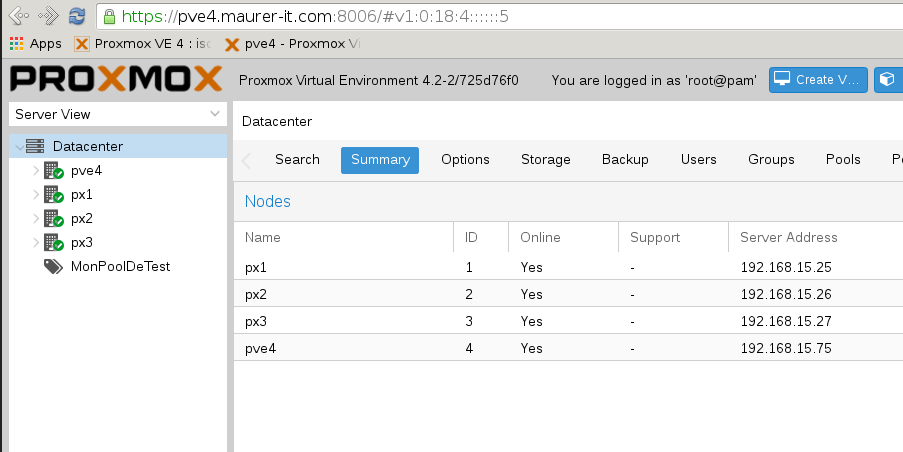 https://pve4.maurer-it.com:8006/#v1:0:18:4::::::5
Apps Proxmox VE 4 : iso pve4 - Proxmox Vi
PROXMOX Proxmox Virtual Environment 4.2-2/725d76f0 You are logged in as 'root@pam' Create V...
Server View
Datacenter
pve4
px1
px2
px3
MonPoolDeTest
Datacenter
Search Summary Options Storage Backup Users Groups Pools
Nodes
Name ID Online Support Server Address
px1 1 Yes - 192.168.15.25
px2 2 Yes - 192.168.15.26
px3 3 Yes - 192.168.15.27
pve4 4 Yes - 192.168.15.75